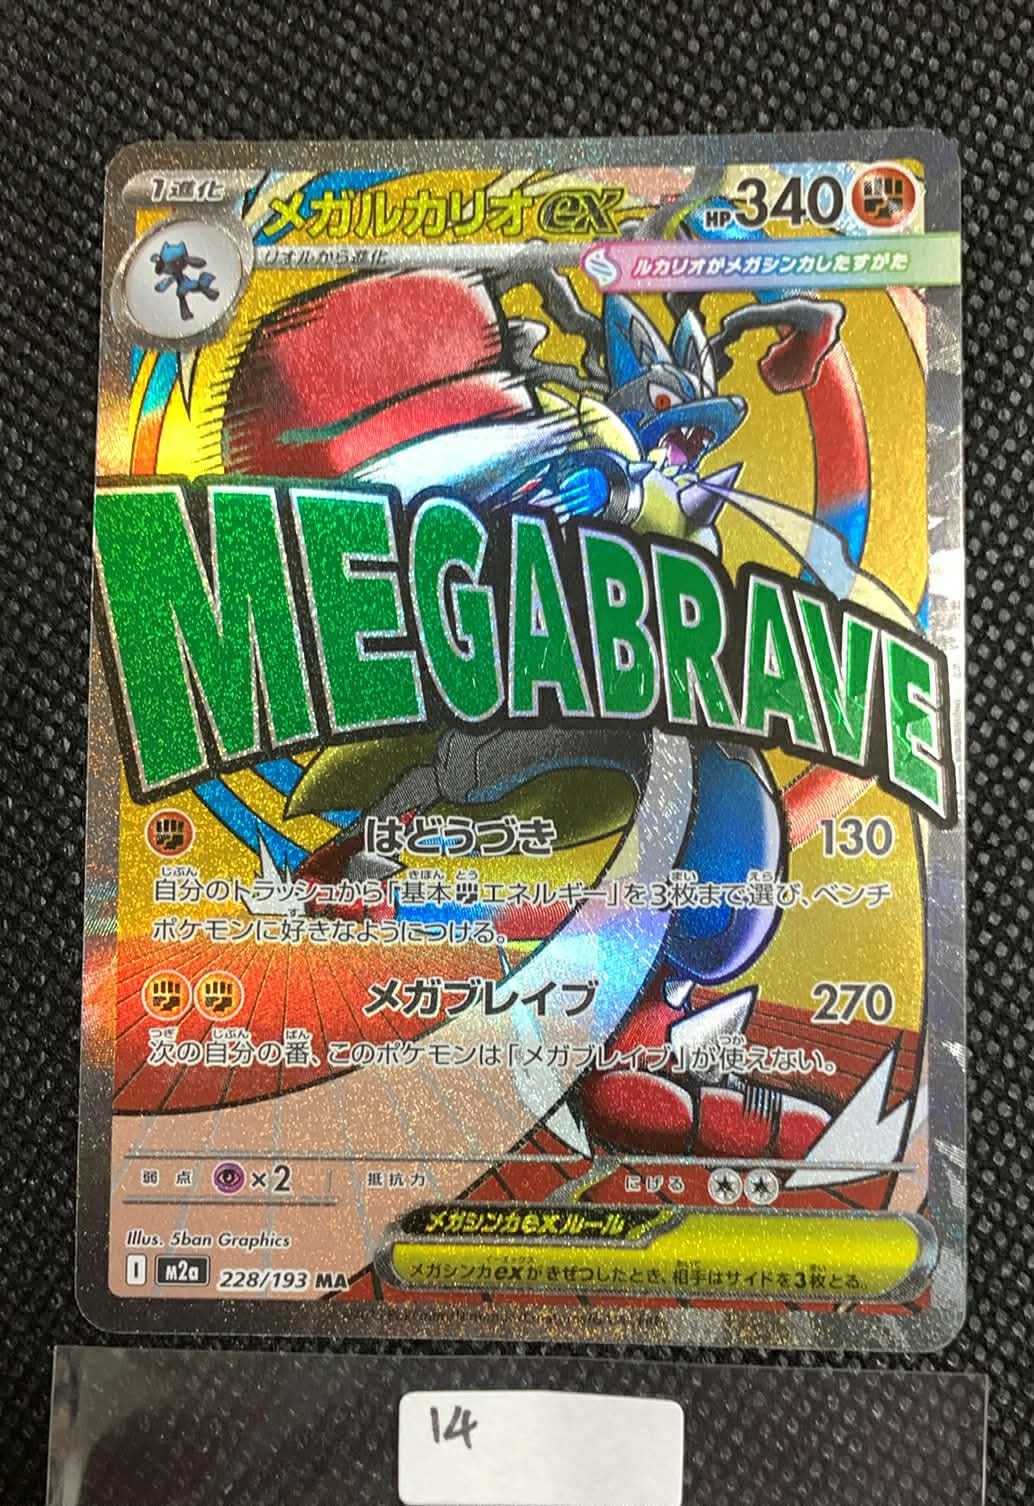 1進化
メガルカリオex
HP340
リオルから進化
ルカリオがメガシンカしたすがた
MEGABRAVE
はどうづき 130
自分のトラッシュから「基本エネルギー」を3枚まで選び、ベンチ
ポケモンに好きなようにつける。
メガブレイブ 270
次の自分の番、このポケモンは「メガブレイブ」が使えない。
弱点 ×2 抵抗力 にげる
メガシンカexルール
メガシンカexがきぜつしたとき、相手はサイドを3枚とる。
Illus. 5ban Graphics
I m2a 228/193 MA
14